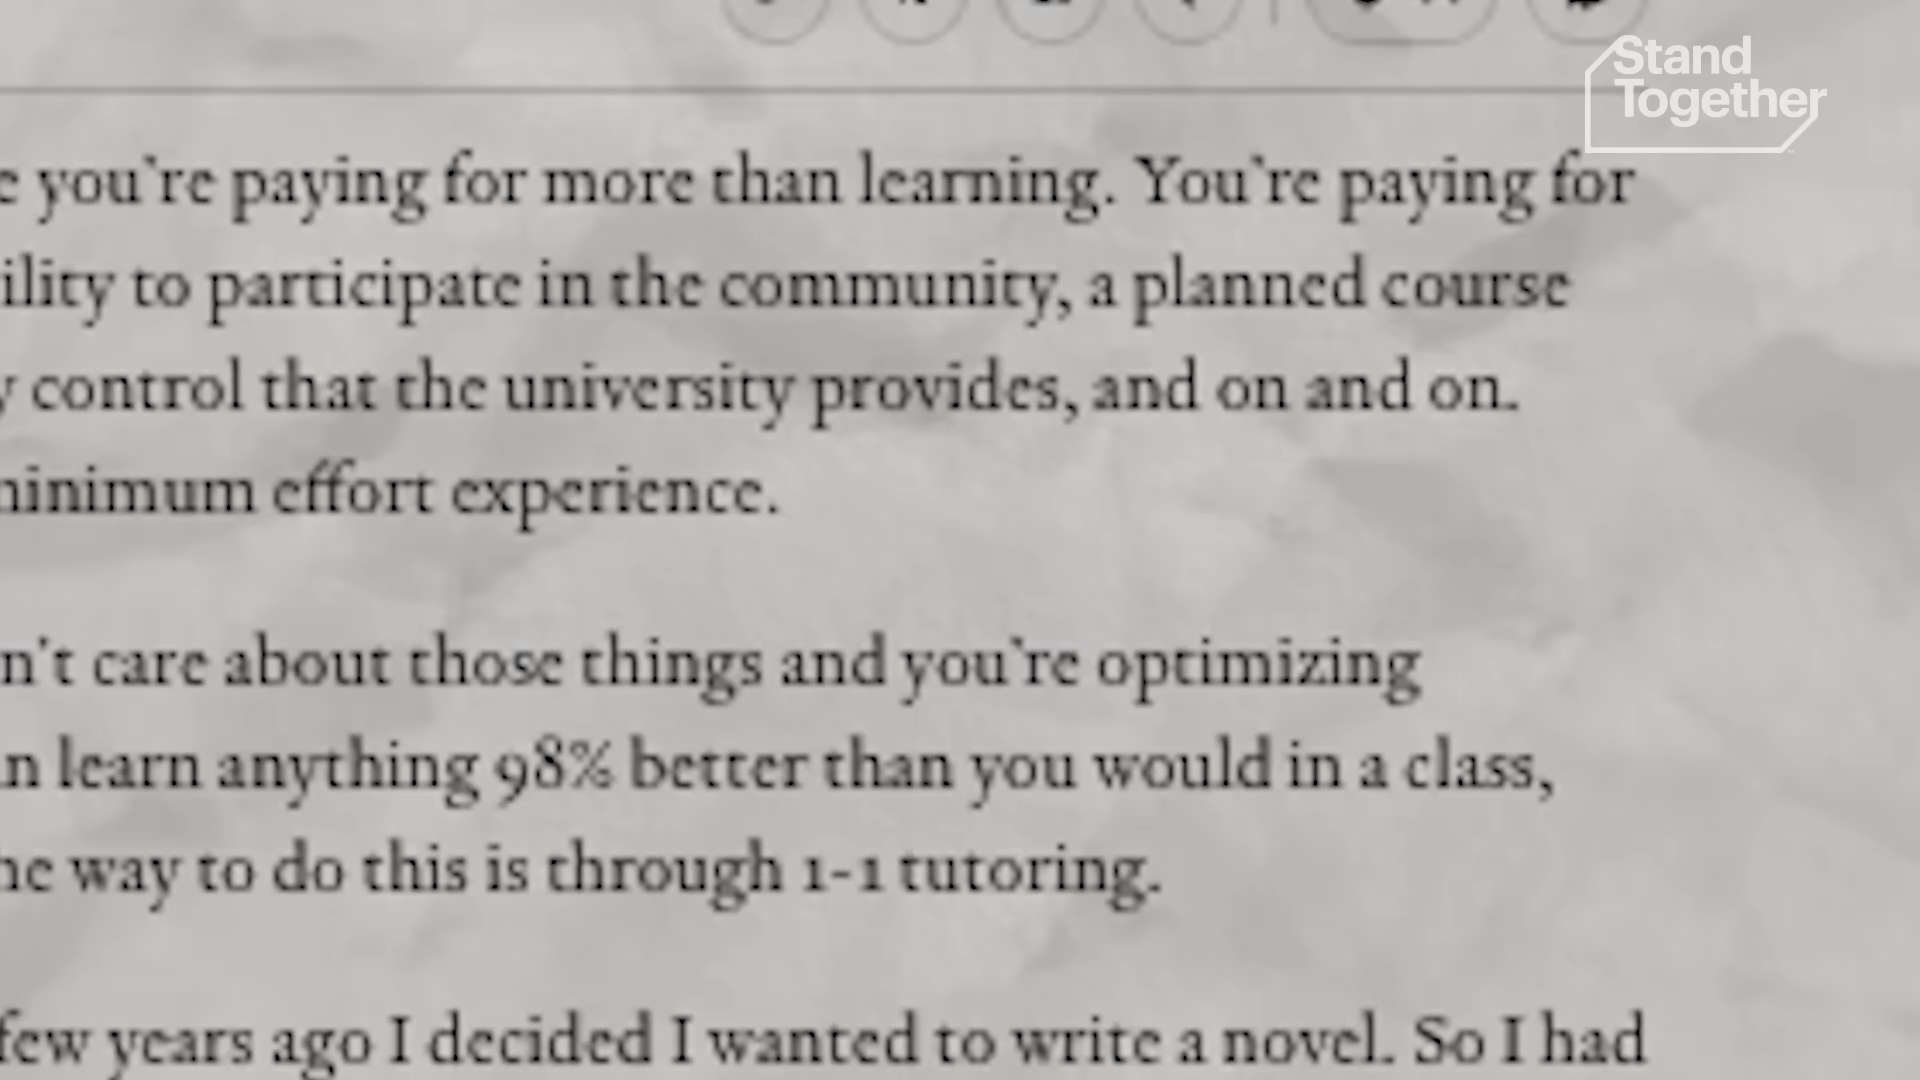 Stand
Together
you're paying for more than learning. You're paying for
to participate in the community, a planned course
control that the university provides, and on and on.
minimum effort experience.
care about those things and you're optimizing
learn anything 98% better than you would in a class,
way to do this is through 1-1 tutoring.
few years ago I decided I wanted to write a novel. So I had